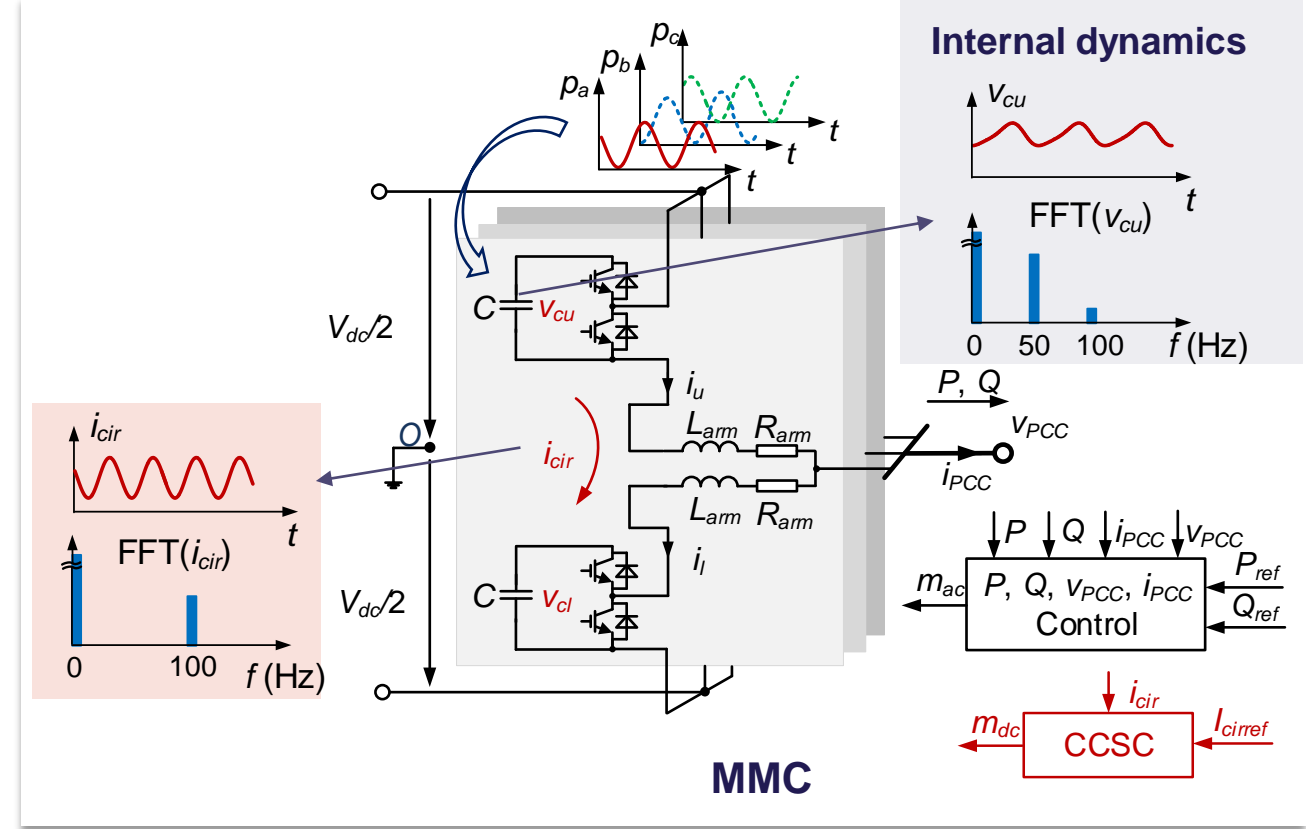 Internal dynamics
p_c
p_b
p_a
t
t
t
v_cu
t
FFT(v_cu)
0 50 100 f (Hz)
V_dc/2
C
v_cu
i_u
L_arm R_arm
P, Q
v_PCC
i_PCC
O
i_cir
i_cir
t
FFT(i_cir)
0 100 f (Hz)
L_arm R_arm
i_l
V_dc/2
C
v_cl
P Q i_PCC v_PCC
m_ac
P, Q, v_PCC, i_PCC
Control
P_ref
Q_ref
i_cir
m_dc
CCSC
I_cirref
MMC